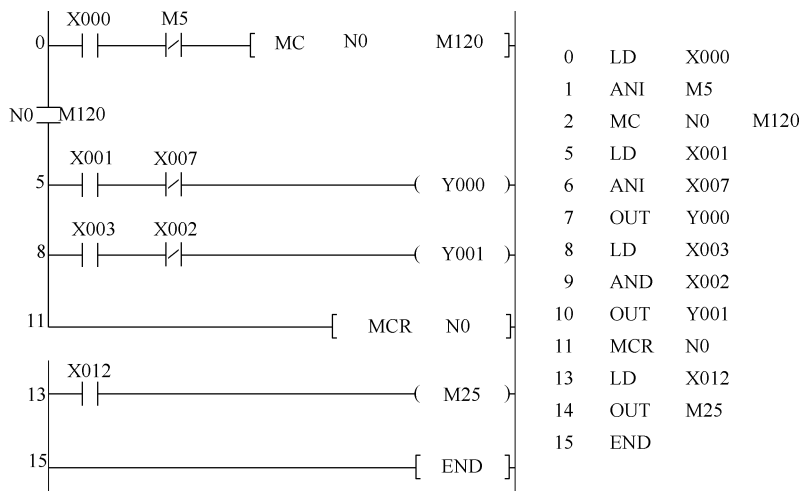 X000 M5
0 MC N0 M120
N0 M120
X001 X007
5 Y000
X003 X002
8 Y001
11 MCR N0
X012
13 M25
15 END
0 LD X000
1 ANI M5
2 MC N0 M120
5 LD X001
6 ANI X007
7 OUT Y000
8 LD X003
9 AND X002
10 OUT Y001
11 MCR N0
13 LD X012
14 OUT M25
15 END